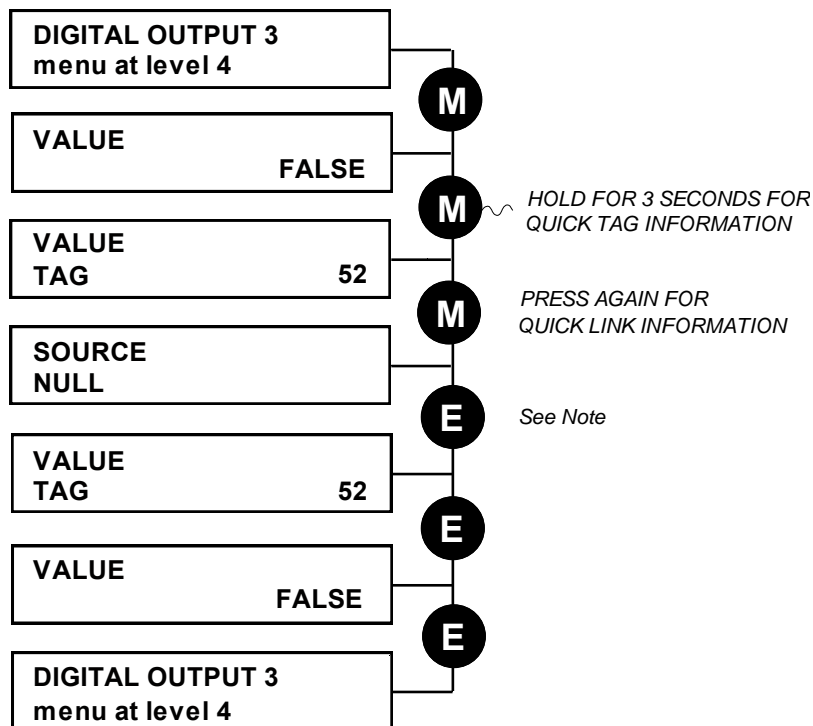 DIGITAL OUTPUT 3
menu at level 4
M
VALUE
FALSE
M
HOLD FOR 3 SECONDS FOR
QUICK TAG INFORMATION
VALUE
TAG 52
M
PRESS AGAIN FOR
QUICK LINK INFORMATION
SOURCE
NULL
E
See Note
VALUE
TAG 52
E
VALUE
FALSE
E
DIGITAL OUTPUT 3
menu at level 4